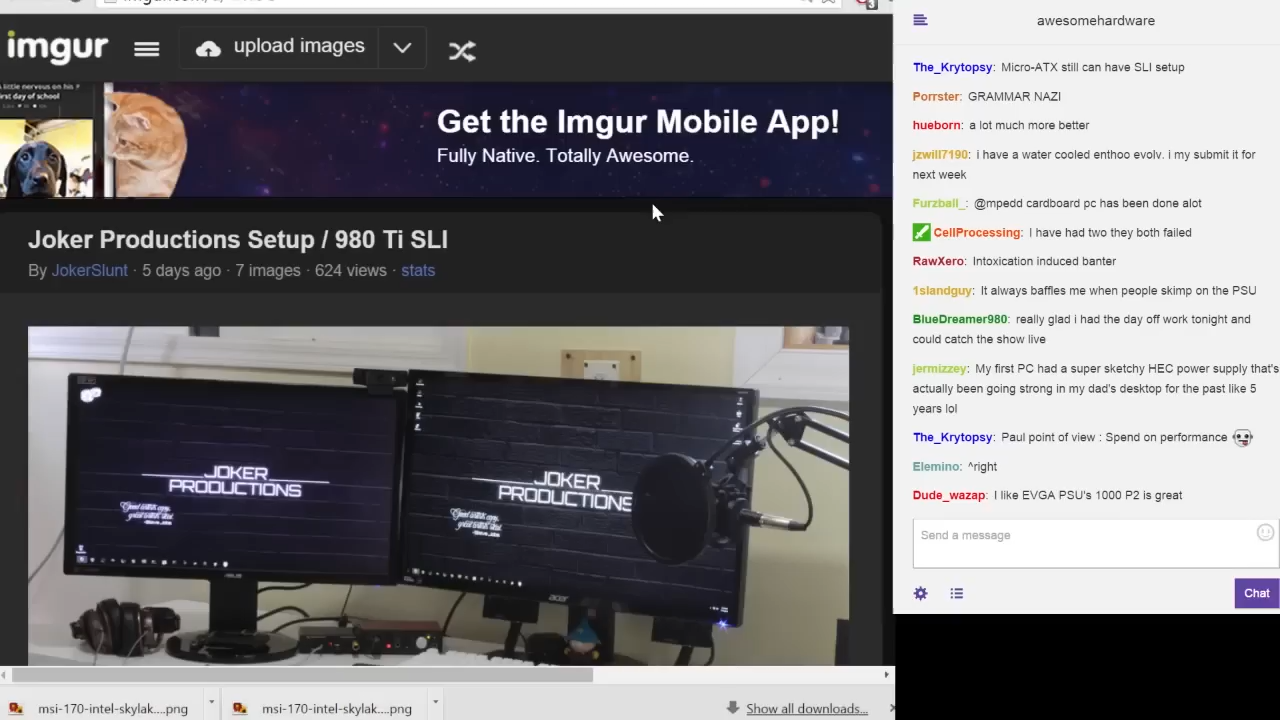 imgur
upload images
Get the Imgur Mobile App!
Fully Native. Totally Awesome.
Joker Productions Setup / 980 Ti SLI
By JokerSlunt · 5 days ago · 7 images · 624 views · stats
JOKER
PRODUCTIONS
JOKER
PRODUCTIONS
ASUS
acer
msi-170-intel-skylak....png
msi-170-intel-skylak....png
Show all downloads...
awesomehardware
The_Krytopsy: Micro-ATX still can have SLI setup
Porrster: GRAMMAR NAZI
hueborn: a lot much more better
jzwill7190: i have a water cooled enthoo evolv. i my submit it for
next week
Furzball_: @mpedd cardboard pc has been done alot
CellProcessing: I have had two they both failed
RawXero: Intoxication induced banter
1slandguy: It always baffles me when people skimp on the PSU
BlueDreamer980: really glad i had the day off work tonight and
could catch the show live
jermizzey: My first PC had a super sketchy HEC power supply that's
actually been going strong in my dad's desktop for the past like 5
years lol
The_Krytopsy: Paul point of view : Spend on performance
Elemino: ^right
Dude_wazap: I like EVGA PSU's 1000 P2 is great
Send a message
Chat